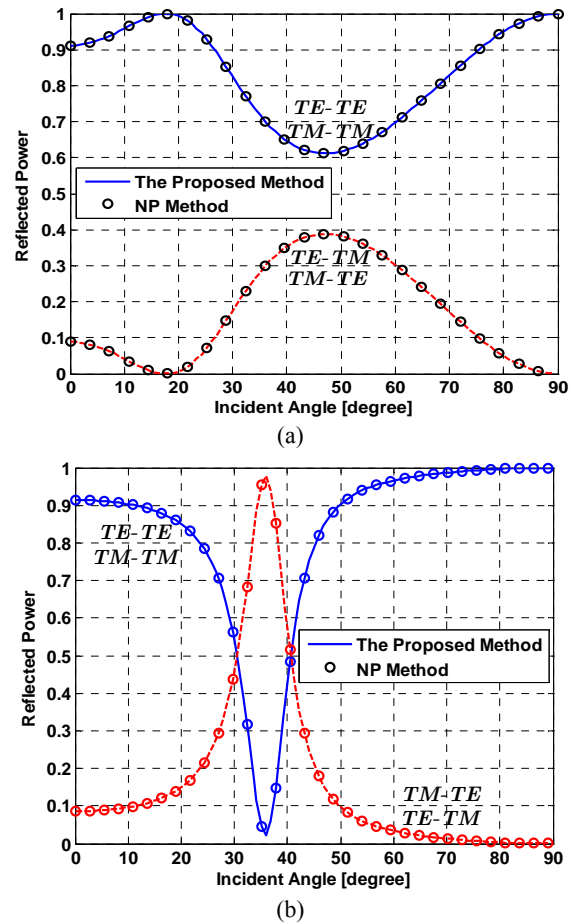 1
0.9
0.8
0.7
0.6
0.5
0.4
0.3
0.2
0.1
0
Reflected Power
TE-TE
TM-TM
The Proposed Method
NP Method
TE-TM
TM-TE
0 10 20 30 40 50 60 70 80 90
Incident Angle [degree]
(a)
1
0.9
0.8
0.7
0.6
0.5
0.4
0.3
0.2
0.1
0
Reflected Power
TE-TE
TM-TM
The Proposed Method
NP Method
TM-TE
TE-TM
0 10 20 30 40 50 60 70 80 90
Incident Angle [degree]
(b)